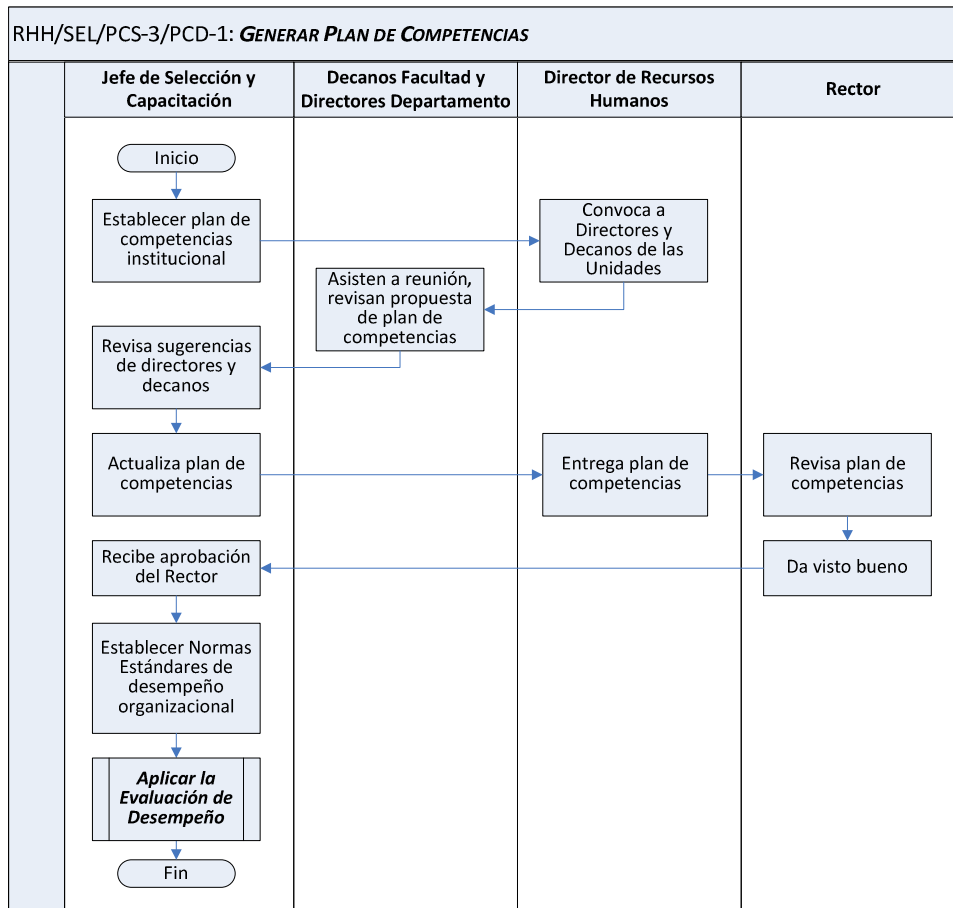 RHH/SEL/PCS-3/PCD-1: GENERAR PLAN DE COMPETENCIAS
Jefe de Selección y
Capacitación
Decanos Facultad y
Directores Departamento
Director de Recursos
Humanos
Rector
Inicio
Establecer plan de
competencias
institucional
Convoca a
Directores y
Decanos de las
Unidades
Asisten a reunión,
revisan propuesta
de plan de
competencias
Revisa sugerencias
de directores y
decanos
Actualiza plan de
competencias
Entrega plan de
competencias
Revisa plan de
competencias
Da visto bueno
Recibe aprobación
del Rector
Establecer Normas
Estándares de
desempeño
organizacional
Aplicar la
Evaluación de
Desempeño
Fin